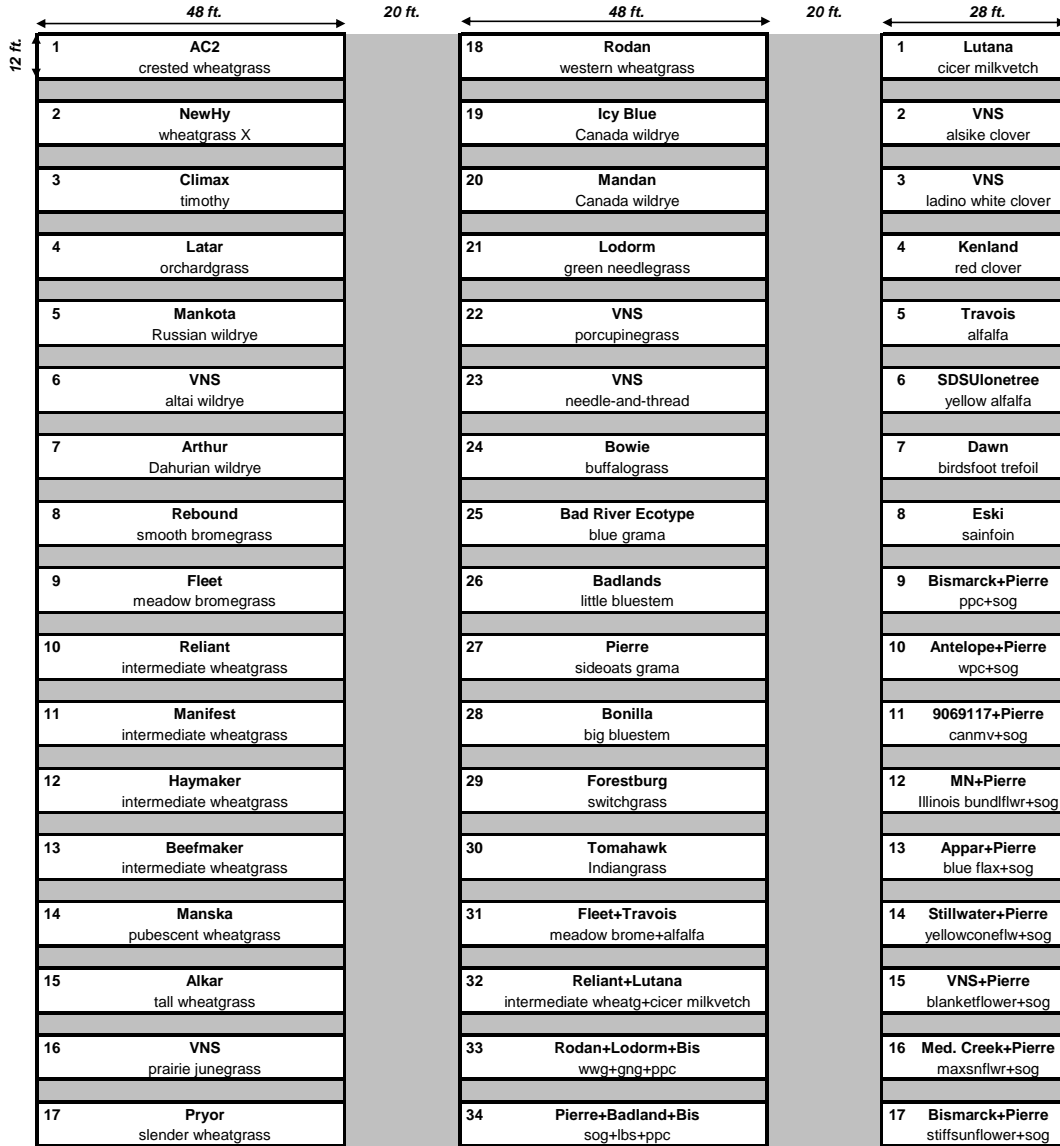 48 ft.
20 ft.
48 ft.
20 ft.
28 ft.
12 ft.
1 AC2
crested wheatgrass
2 NewHy
wheatgrass X
3 Climax
timothy
4 Latar
orchardgrass
5 Mankota
Russian wildrye
6 VNS
altai wildrye
7 Arthur
Dahurian wildrye
8 Rebound
smooth bromegrass
9 Fleet
meadow bromegrass
10 Reliant
intermediate wheatgrass
11 Manifest
intermediate wheatgrass
12 Haymaker
intermediate wheatgrass
13 Beefmaker
intermediate wheatgrass
14 Manska
pubescent wheatgrass
15 Alkar
tall wheatgrass
16 VNS
prairie junegrass
17 Pryor
slender wheatgrass
18 Rodan
western wheatgrass
19 Icy Blue
Canada wildrye
20 Mandan
Canada wildrye
21 Lodorm
green needlegrass
22 VNS
porcupinegrass
23 VNS
needle-and-thread
24 Bowie
buffalograss
25 Bad River Ecotype
blue grama
26 Badlands
little bluestem
27 Pierre
sideoats grama
28 Bonilla
big bluestem
29 Forestburg
switchgrass
30 Tomahawk
Indiangrass
31 Fleet+Travois
meadow brome+alfalfa
32 Reliant+Lutana
intermediate wheatg+cicer milkvetch
33 Rodan+Lodorm+Bis
wwg+gng+ppc
34 Pierre+Badland+Bis
sog+lbs+ppc
1 Lutana
cicer milkvetch
2 VNS
alsike clover
3 VNS
ladino white clover
4 Kenland
red clover
5 Travois
alfalfa
6 SDSUlonetree
yellow alfalfa
7 Dawn
birdsfoot trefoil
8 Eski
sainfoin
9 Bismarck+Pierre
ppc+sog
10 Antelope+Pierre
wpc+sog
11 9069117+Pierre
canmv+sog
12 MN+Pierre
Illinois bundlflwr+sog
13 Appar+Pierre
blue flax+sog
14 Stillwater+Pierre
yellowconeflw+sog
15 VNS+Pierre
blanketflower+sog
16 Med. Creek+Pierre
maxsnflwr+sog
17 Bismarck+Pierre
stiffsunflower+sog